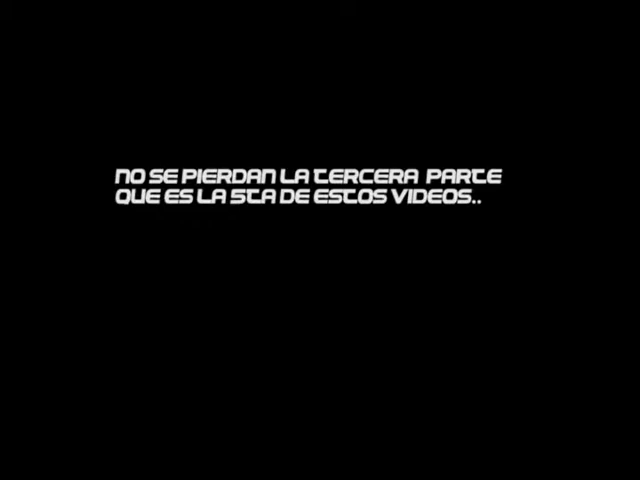 NO SE PIERDAN LA TERCERA PARTE
QUE ES LA 5TA DE ESTOS VIDEOS..